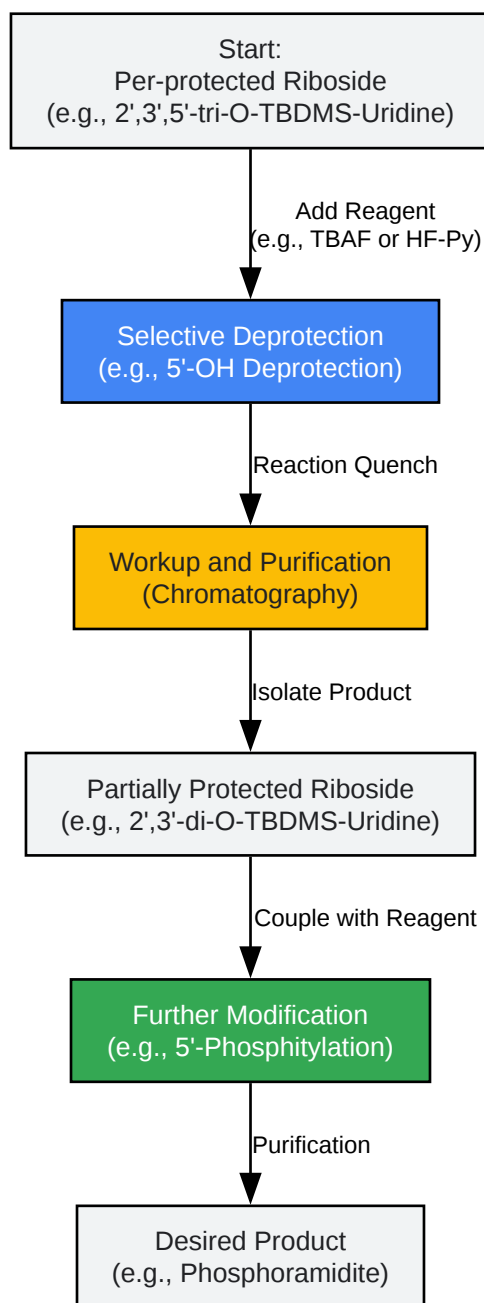 Start:
Per-protected Riboside
(e.g., 2',3',5'-tri-O-TBDMS-Uridine)
Add Reagent
(e.g., TBAF or HF-Py)
Selective Deprotection
(e.g., 5'-OH Deprotection)
Reaction Quench
Workup and Purification
(Chromatography)
Isolate Product
Partially Protected Riboside
(e.g., 2',3'-di-O-TBDMS-Uridine)
Couple with Reagent
Further Modification
(e.g., 5'-Phosphitylation)
Purification
Desired Product
(e.g., Phosphoramidite)